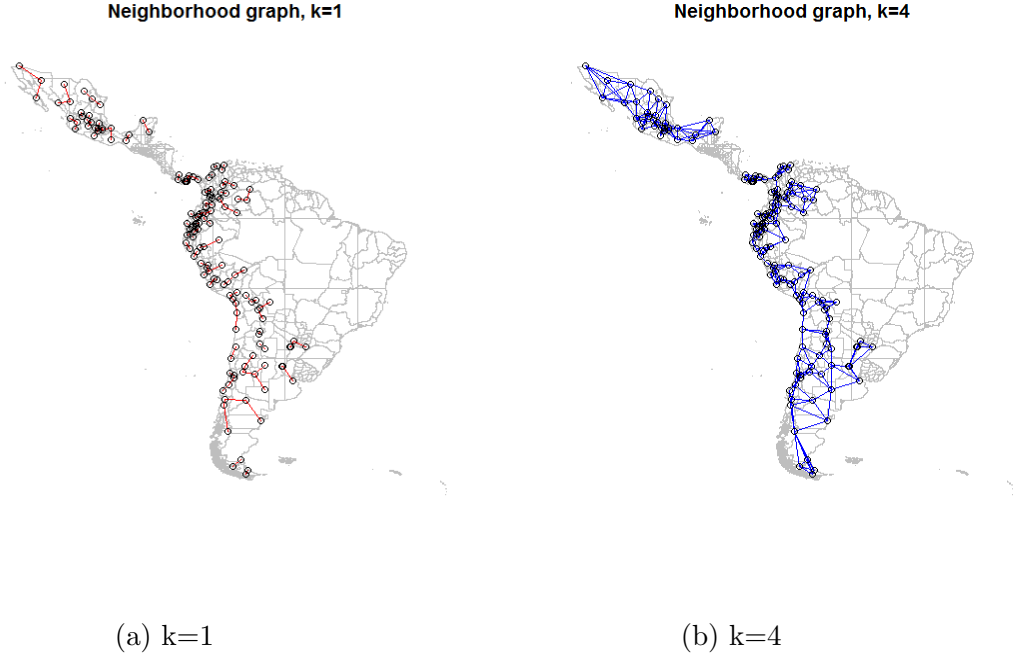 Neighborhood graph, k=1
Neighborhood graph, k=4
(a) k=1
(b) k=4